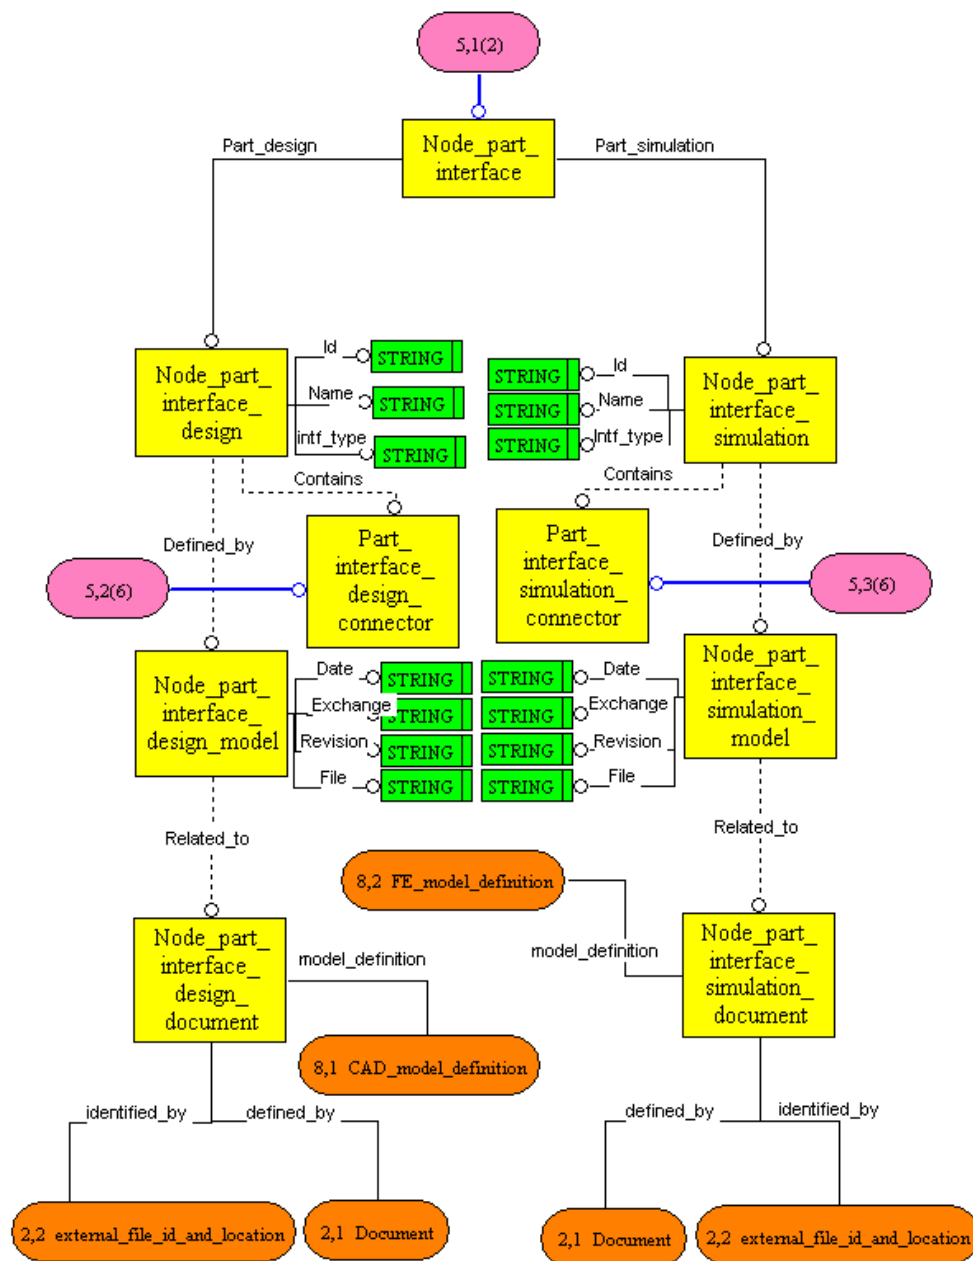 5,1(2)
Part_design
Node_part_
interface
Part_simulation
Node_part_
interface_
design
Id
STRING
Name
STRING
intf_type
STRING
STRING
Id
STRING
Name
STRING
Intf_type
Node_part_
interface_
simulation
Contains
Contains
Defined_by
Defined_by
5,2(6)
Part_
interface_
design_
connector
Part_
interface_
simulation_
connector
5,3(6)
Node_part_
interface_
design_model
Date
STRING
Exchange
STRING
Revision
STRING
File
STRING
STRING
Date
STRING
Exchange
STRING
Revision
STRING
File
Node_part_
interface_
simulation_
model
Related_to
Related_to
8,2 FE_model_definition
Node_part_
interface_
design_
document
model_definition
model_definition
Node_part_
interface_
simulation_
document
8,1 CAD_model_definition
identified_by
defined_by
defined_by
identified_by
2,2 external_file_id_and_location
2,1 Document
2,1 Document
2,2 external_file_id_and_location